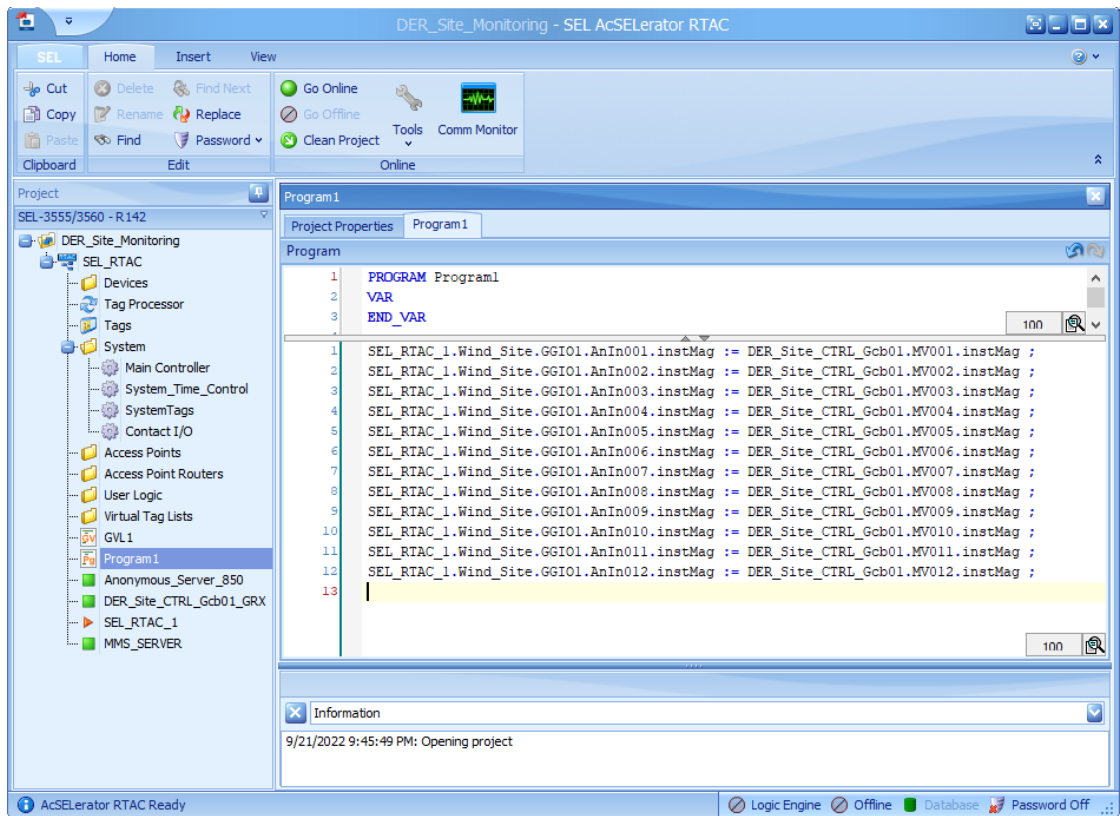 DER_Site_Monitoring - SEL AcSELerator RTAC
SEL Home Insert View
Cut Delete Find Next Go Online
Copy Rename Replace Go Offline Tools Comm Monitor
Paste Find Password Clean Project
Clipboard Edit Online
Project
SEL-3555/3560 - R142
DER_Site_Monitoring
SEL_RTAC
Devices
Tag Processor
Tags
System
Main Controller
System_Time_Control
SystemTags
Contact I/O
Access Points
Access Point Routers
User Logic
Virtual Tag Lists
GVL1
Program1
Anonymous_Server_850
DER_Site_CTRL_Gcb01_GRX
SEL_RTAC_1
MMS_SERVER
Program1
Project Properties Program1
Program
1 PROGRAM Program1
2 VAR
3 END_VAR
100
1 SEL_RTAC_1.Wind_Site.GGIO1.AnIn001.instMag := DER_Site_CTRL_Gcb01.MV001.instMag ;
2 SEL_RTAC_1.Wind_Site.GGIO1.AnIn002.instMag := DER_Site_CTRL_Gcb01.MV002.instMag ;
3 SEL_RTAC_1.Wind_Site.GGIO1.AnIn003.instMag := DER_Site_CTRL_Gcb01.MV003.instMag ;
4 SEL_RTAC_1.Wind_Site.GGIO1.AnIn004.instMag := DER_Site_CTRL_Gcb01.MV004.instMag ;
5 SEL_RTAC_1.Wind_Site.GGIO1.AnIn005.instMag := DER_Site_CTRL_Gcb01.MV005.instMag ;
6 SEL_RTAC_1.Wind_Site.GGIO1.AnIn006.instMag := DER_Site_CTRL_Gcb01.MV006.instMag ;
7 SEL_RTAC_1.Wind_Site.GGIO1.AnIn007.instMag := DER_Site_CTRL_Gcb01.MV007.instMag ;
8 SEL_RTAC_1.Wind_Site.GGIO1.AnIn008.instMag := DER_Site_CTRL_Gcb01.MV008.instMag ;
9 SEL_RTAC_1.Wind_Site.GGIO1.AnIn009.instMag := DER_Site_CTRL_Gcb01.MV009.instMag ;
10 SEL_RTAC_1.Wind_Site.GGIO1.AnIn010.instMag := DER_Site_CTRL_Gcb01.MV010.instMag ;
11 SEL_RTAC_1.Wind_Site.GGIO1.AnIn011.instMag := DER_Site_CTRL_Gcb01.MV011.instMag ;
12 SEL_RTAC_1.Wind_Site.GGIO1.AnIn012.instMag := DER_Site_CTRL_Gcb01.MV012.instMag ;
13
100
Information
9/21/2022 9:45:49 PM: Opening project
AcSELerator RTAC Ready Logic Engine Offline Database Password Off